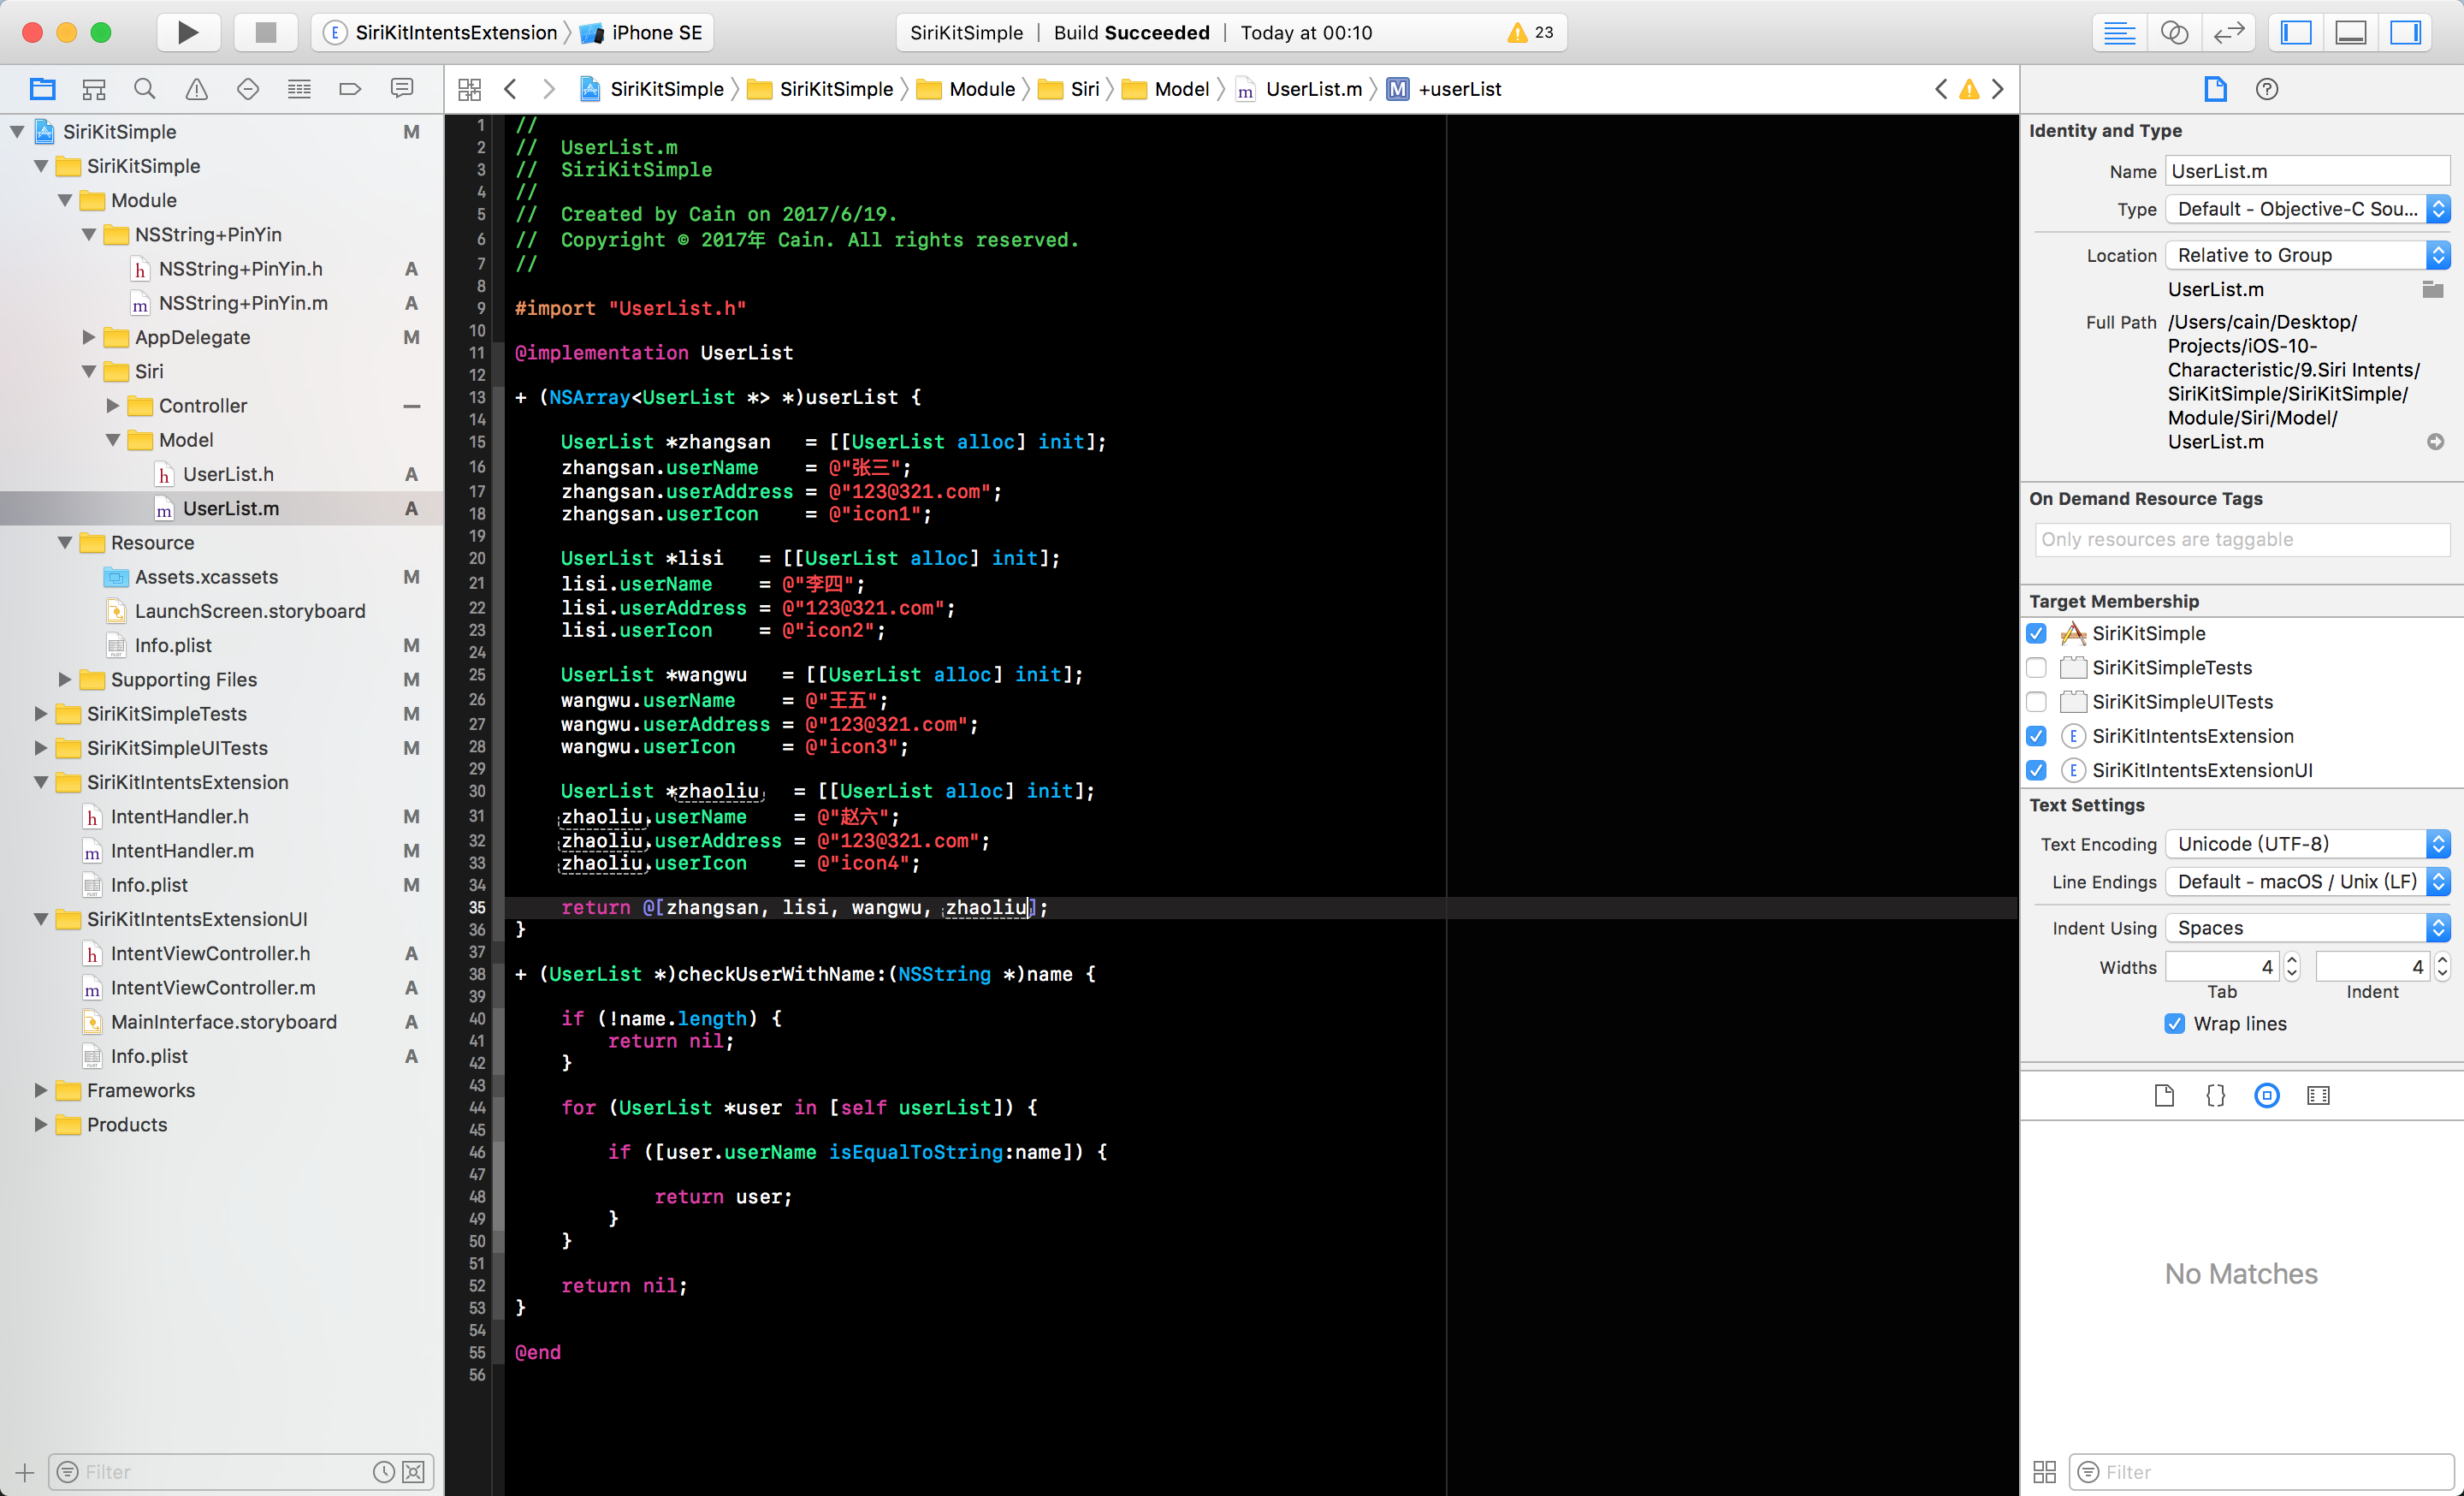 SiriKitIntentsExtension 〉 iPhone SE
SiriKitSimple | Build Succeeded | Today at 00:10
23
SiriKitSimple 〉 SiriKitSimple 〉 Module 〉 Siri 〉 Model 〉 UserList.m 〉 M +userList
SiriKitSimple M
SiriKitSimple
Module
NSString+PinYin
NSString+PinYin.h A
NSString+PinYin.m A
AppDelegate M
Siri
Controller
Model
UserList.h A
UserList.m A
Resource
Assets.xcassets M
LaunchScreen.storyboard
Info.plist M
Supporting Files M
SiriKitSimpleTests M
SiriKitSimpleUITests M
SiriKitIntentsExtension
IntentHandler.h M
IntentHandler.m M
Info.plist M
SiriKitIntentsExtensionUI
IntentViewController.h A
IntentViewController.m A
MainInterface.storyboard A
Info.plist A
Frameworks
Products
Filter
1 //
2 //  UserList.m
3 //  SiriKitSimple
4 //
5 //  Created by Cain on 2017/6/19.
6 //  Copyright © 2017年 Cain. All rights reserved.
7 //
8
9 #import "UserList.h"
10
11 @implementation UserList
12
13 + (NSArray<UserList *> *)userList {
14
15     UserList *zhangsan   = [[UserList alloc] init];
16     zhangsan.userName    = @"张三";
17     zhangsan.userAddress = @"123@321.com";
18     zhangsan.userIcon    = @"icon1";
19
20     UserList *lisi   = [[UserList alloc] init];
21     lisi.userName    = @"李四";
22     lisi.userAddress = @"123@321.com";
23     lisi.userIcon    = @"icon2";
24
25     UserList *wangwu   = [[UserList alloc] init];
26     wangwu.userName    = @"王五";
27     wangwu.userAddress = @"123@321.com";
28     wangwu.userIcon    = @"icon3";
29
30     UserList *zhaoliu   = [[UserList alloc] init];
31     zhaoliu.userName    = @"赵六";
32     zhaoliu.userAddress = @"123@321.com";
33     zhaoliu.userIcon    = @"icon4";
34
35     return @[zhangsan, lisi, wangwu, zhaoliu];
36 }
37
38 + (UserList *)checkUserWithName:(NSString *)name {
39
40     if (!name.length) {
41         return nil;
42     }
43
44     for (UserList *user in [self userList]) {
45
46         if ([user.userName isEqualToString:name]) {
47
48             return user;
49         }
50     }
51
52     return nil;
53 }
54
55 @end
56
Identity and Type
Name UserList.m
Type Default - Objective-C Sou...
Location Relative to Group
UserList.m
Full Path /Users/cain/Desktop/
Projects/iOS-10-
Characteristic/9.Siri Intents/
SiriKitSimple/SiriKitSimple/
Module/Siri/Model/
UserList.m
On Demand Resource Tags
Only resources are taggable
Target Membership
SiriKitSimple
SiriKitSimpleTests
SiriKitSimpleUITests
E SiriKitIntentsExtension
E SiriKitIntentsExtensionUI
Text Settings
Text Encoding Unicode (UTF-8)
Line Endings Default - macOS / Unix (LF)
Indent Using Spaces
Widths 4 4
Tab Indent
Wrap lines
No Matches
Filter